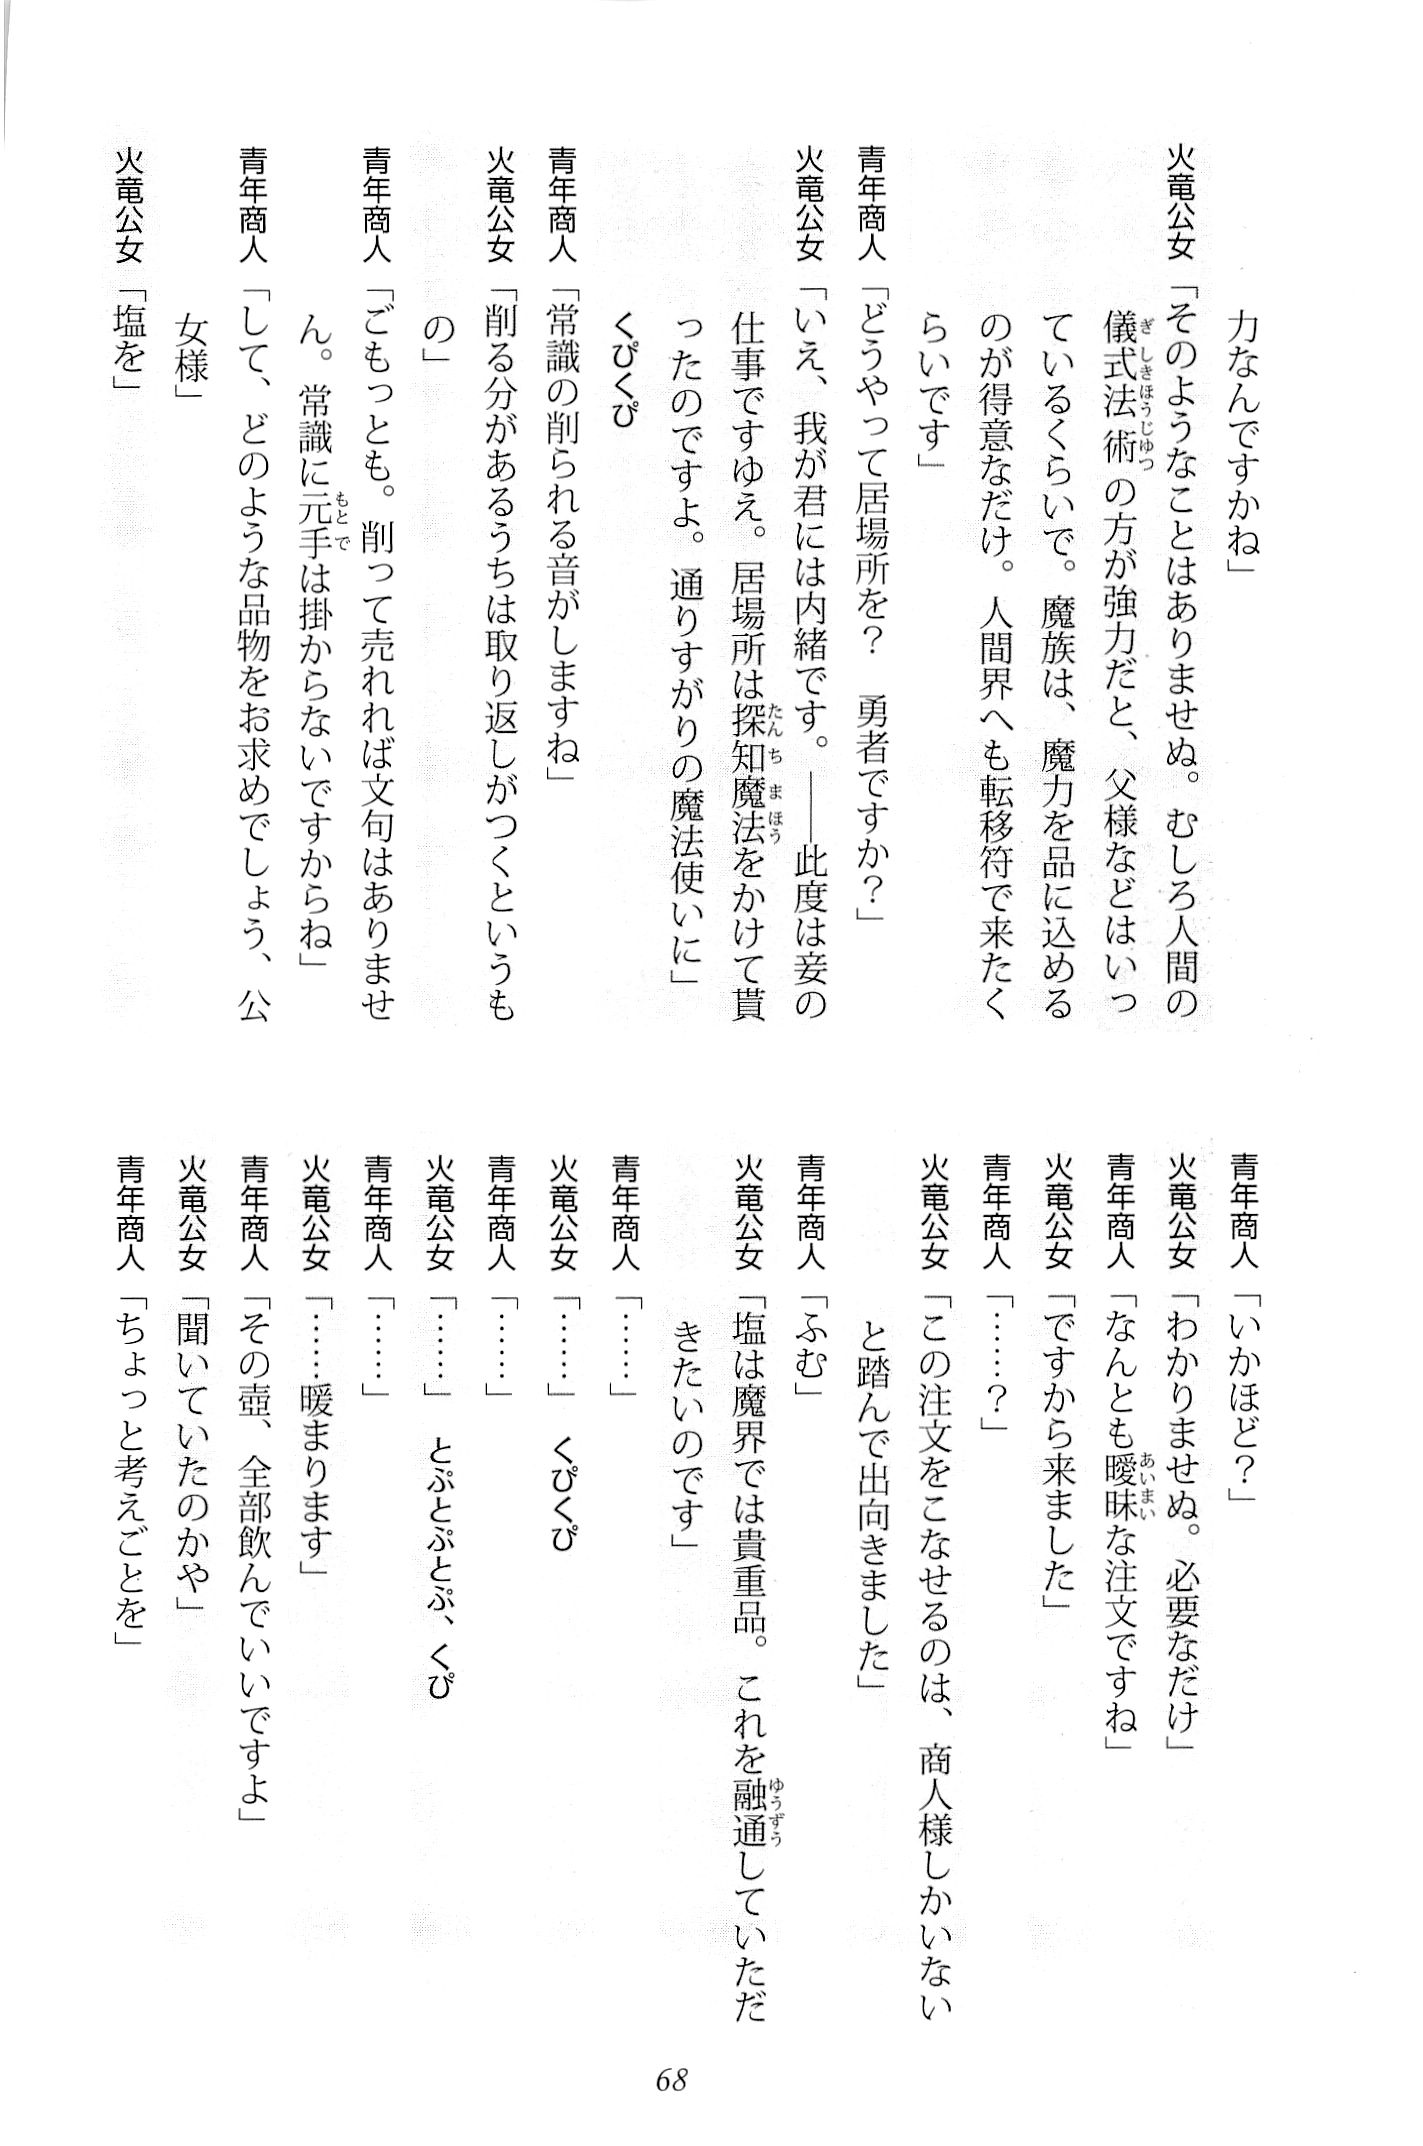 力なんですかね」
火竜公女「そのようなことはありませぬ。むしろ人間の
儀式法術の方が強力だと、父様などはいっ
ているくらいで。魔族は、魔力を品に込める
のが得意なだけ。人間界へも転移符で来たく
らいです」
青年商人「どうやって居場所を？　勇者ですか？」
火竜公女「いえ、我が君には内緒です。――此度は妾の
仕事ですゆえ。居場所は探知魔法をかけて貰
ったのですよ。通りすがりの魔法使いに」
くぴくぴ
青年商人「常識の削られる音がしますね」
火竜公女「削る分があるうちは取り返しがつくというも
の」
青年商人「ごもっとも。削って売れれば文句はありませ
ん。常識に元手は掛からないですからね」
青年商人「して、どのような品物をお求めでしょう、公
女様」
火竜公女「塩を」
青年商人「いかほど？」
火竜公女「わかりませぬ。必要なだけ」
青年商人「なんとも曖昧な注文ですね」
火竜公女「ですから来ました」
青年商人「……？」
火竜公女「この注文をこなせるのは、商人様しかいない
と踏んで出向きました」
青年商人「ふむ」
火竜公女「塩は魔界では貴重品。これを融通していただ
きたいのです」
青年商人「……」
火竜公女「……」　くぴくぴ
青年商人「……」
火竜公女「……」　とぷとぷとぷ、くぴ
青年商人「……」
火竜公女「……暖まります」
青年商人「その壺、全部飲んでいいですよ」
火竜公女「聞いていたのかや」
青年商人「ちょっと考えごとを」
68